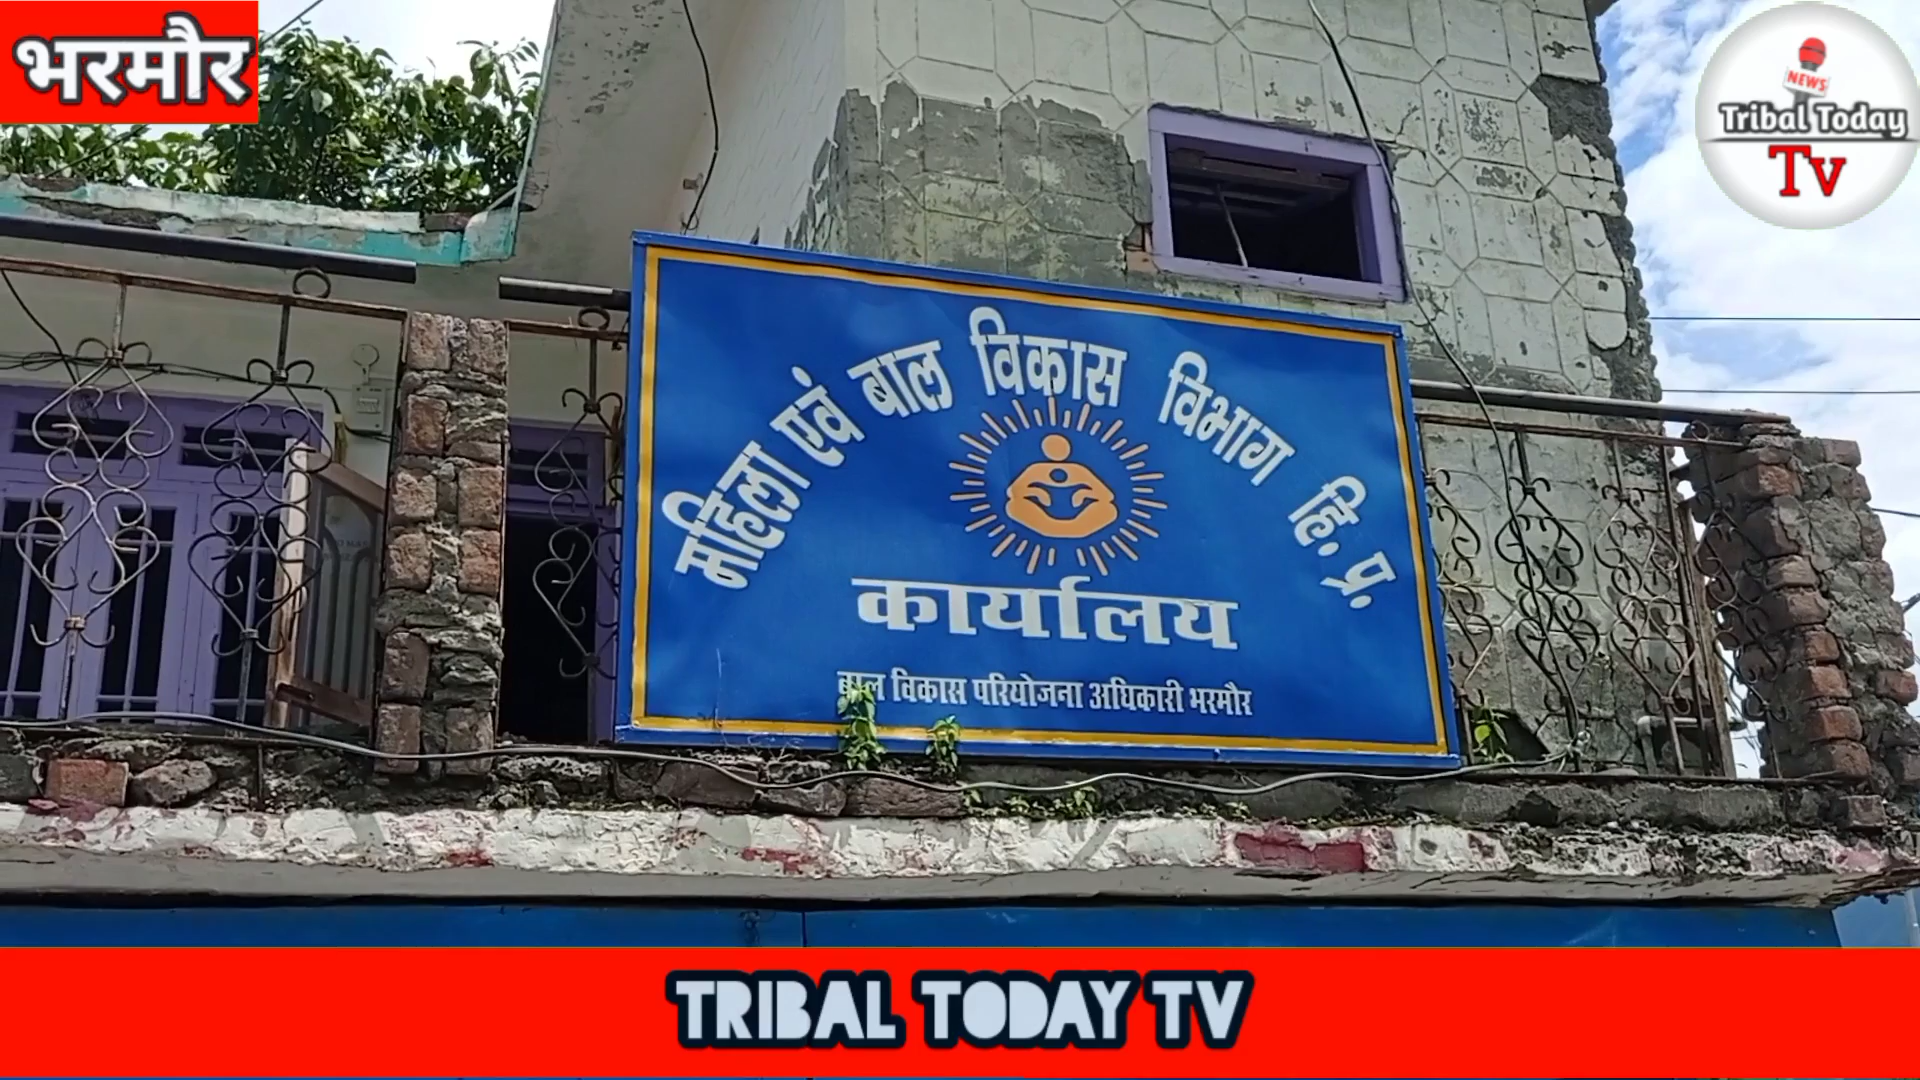 भरमौर
NEWS
Tribal Today
Tv
महिला एवं बाल विकास विभाग हि. प्र.
कार्यालय
बाल विकास परियोजना अधिकारी भरमौर
TRIBAL TODAY TV